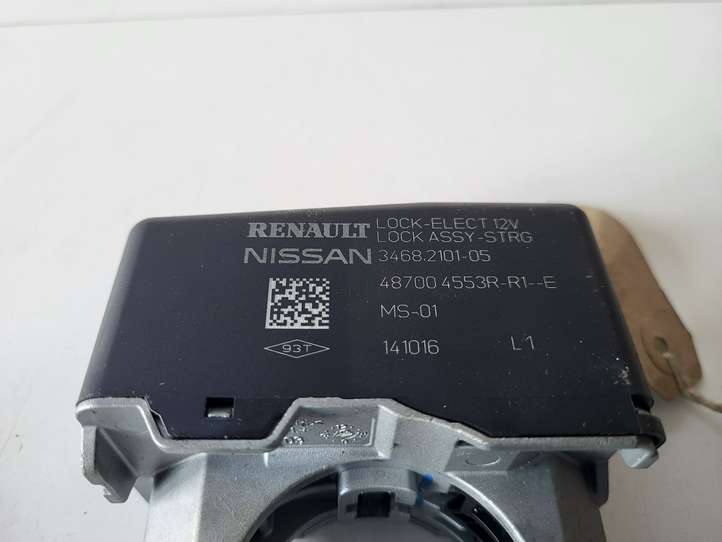 RENAULT LOCK-ELECT 12V
LOCK ASSY-STRG
NISSAN 3468.2101-05
48700 4553R-R1--E
MS-01
93T 141016 L1